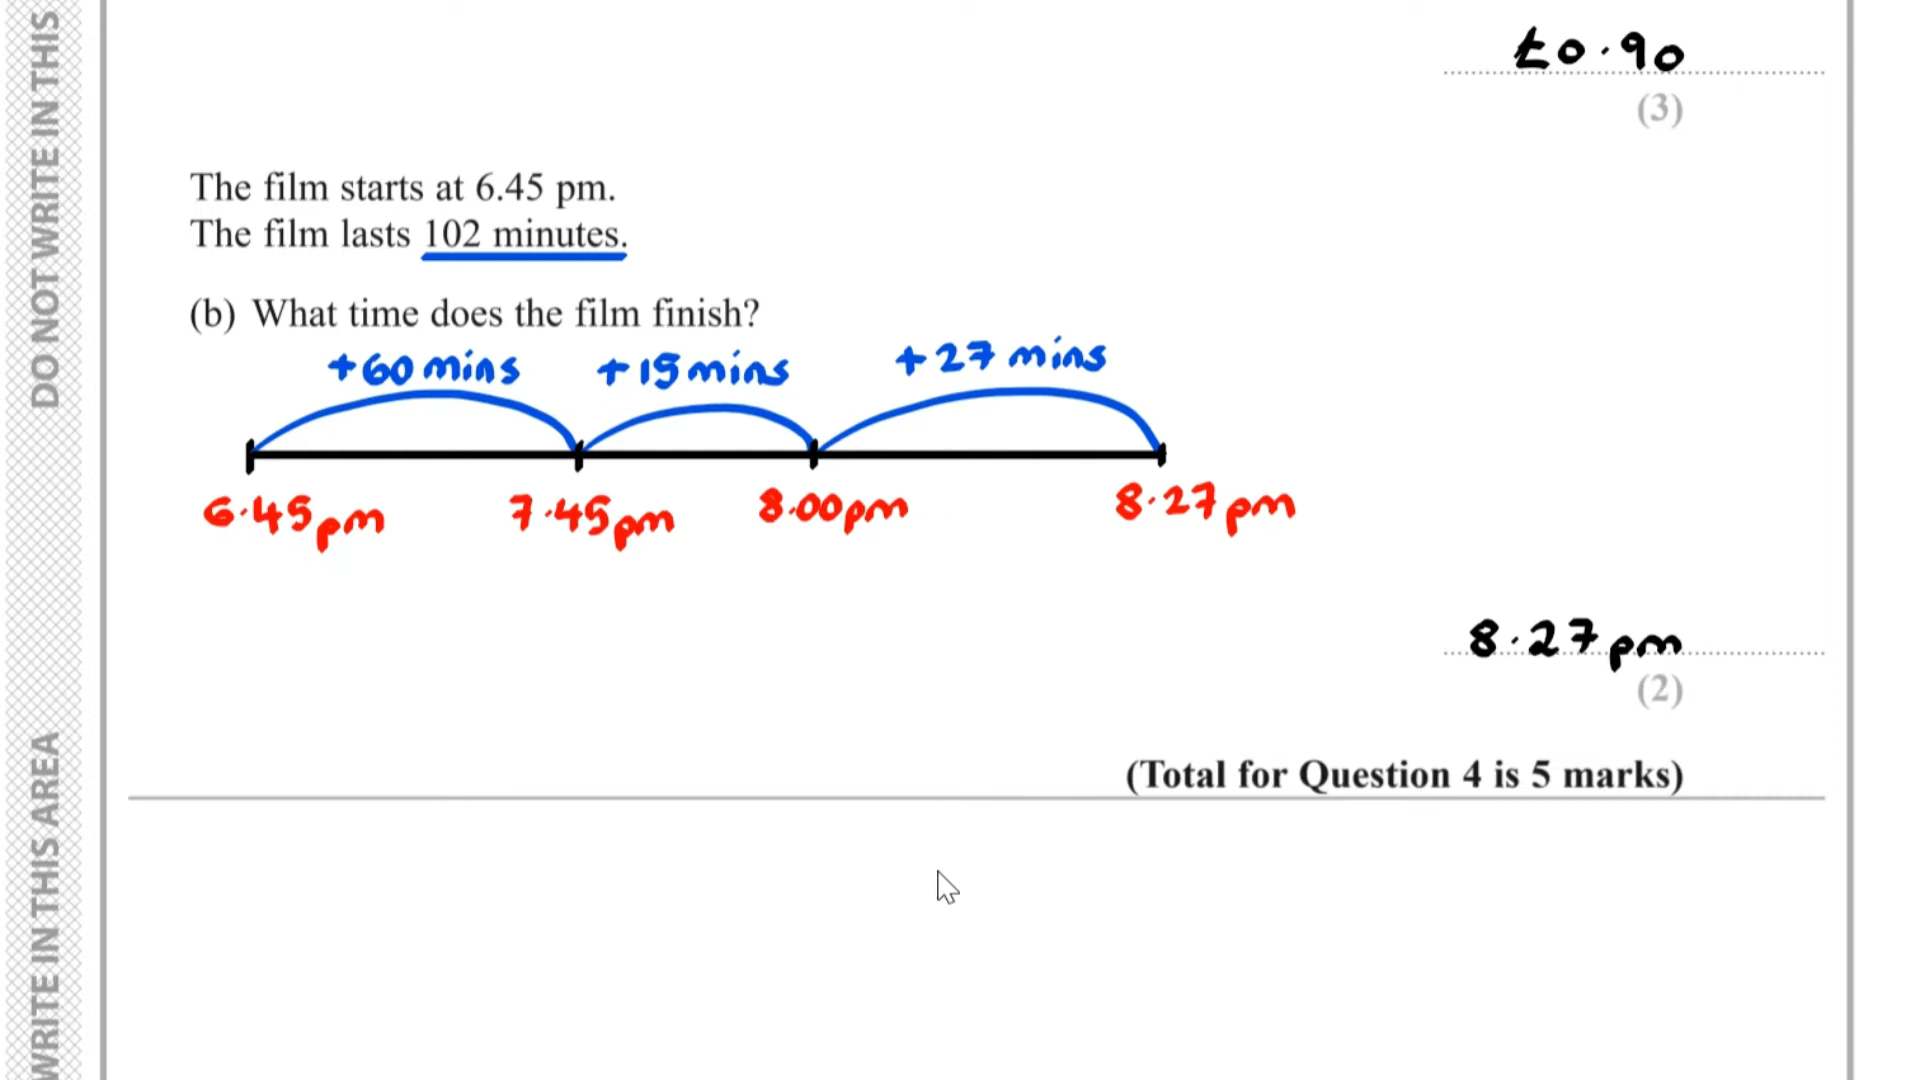 DO NOT WRITE IN THIS
WRITE IN THIS AREA
£0.90
(3)
The film starts at 6.45 pm.
The film lasts 102 minutes.
(b) What time does the film finish?
+60 mins +15 mins +27 mins
6.45pm 7.45pm 8.00pm 8.27pm
8.27pm
(2)
(Total for Question 4 is 5 marks)